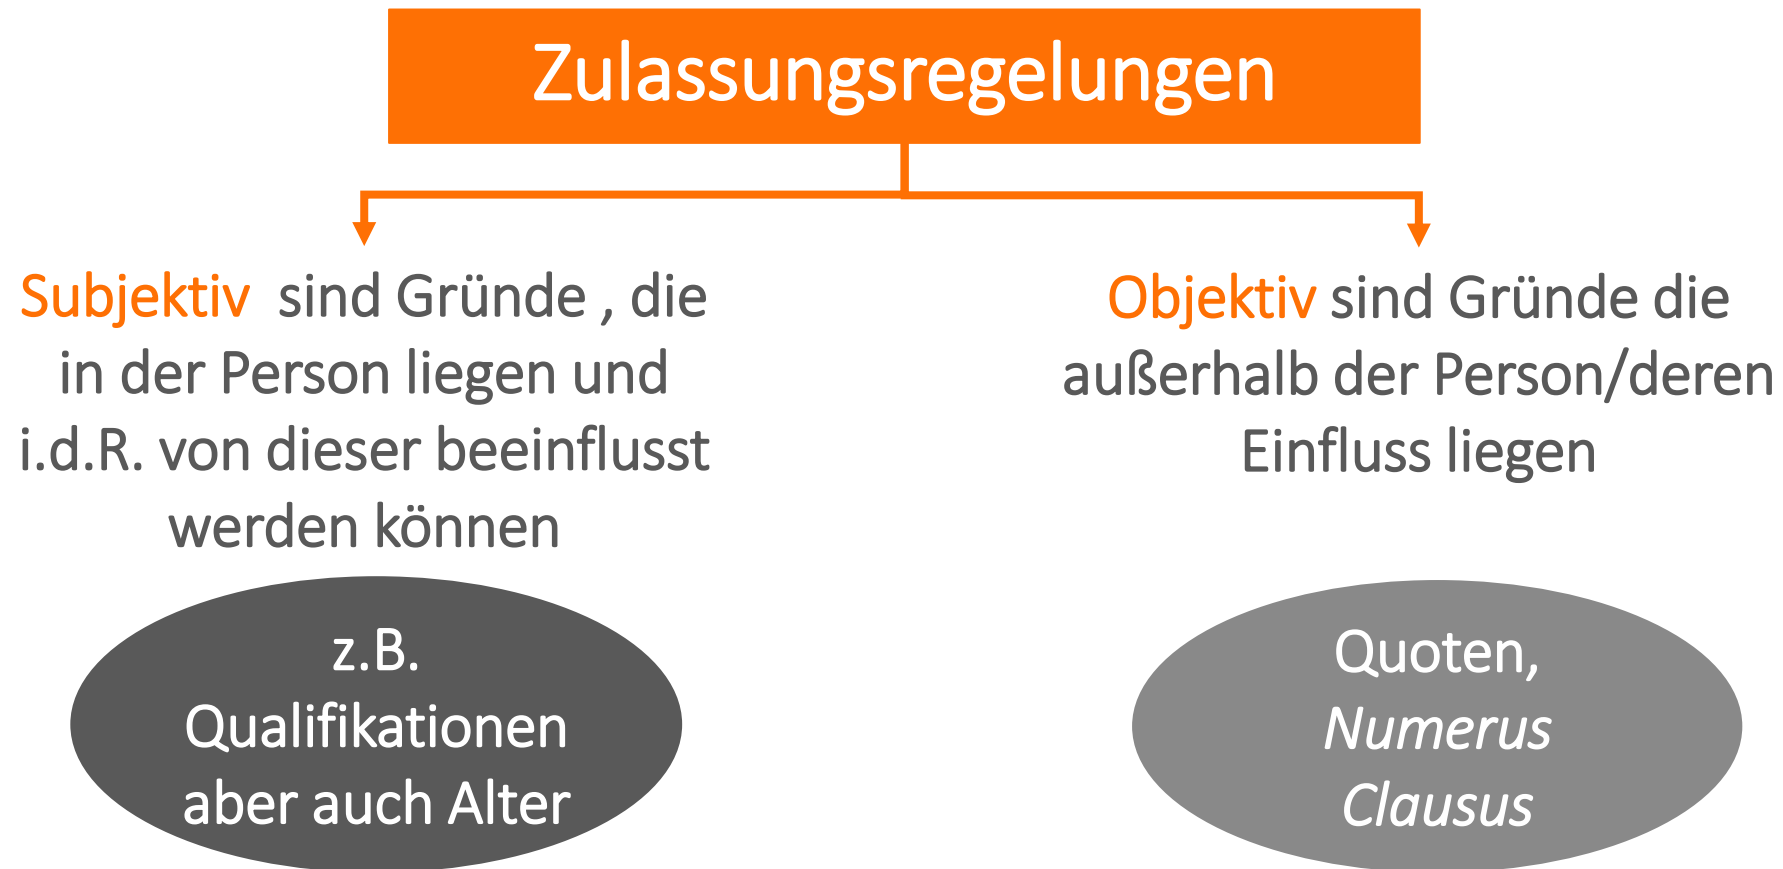 Zulassungsregelungen
Subjektiv sind Gründe , die
in der Person liegen und
i.d.R. von dieser beeinflusst
werden können
z.B.
Qualifikationen
aber auch Alter
Objektiv sind Gründe die
außerhalb der Person/deren
Einfluss liegen
Quoten,
Numerus
Clausus